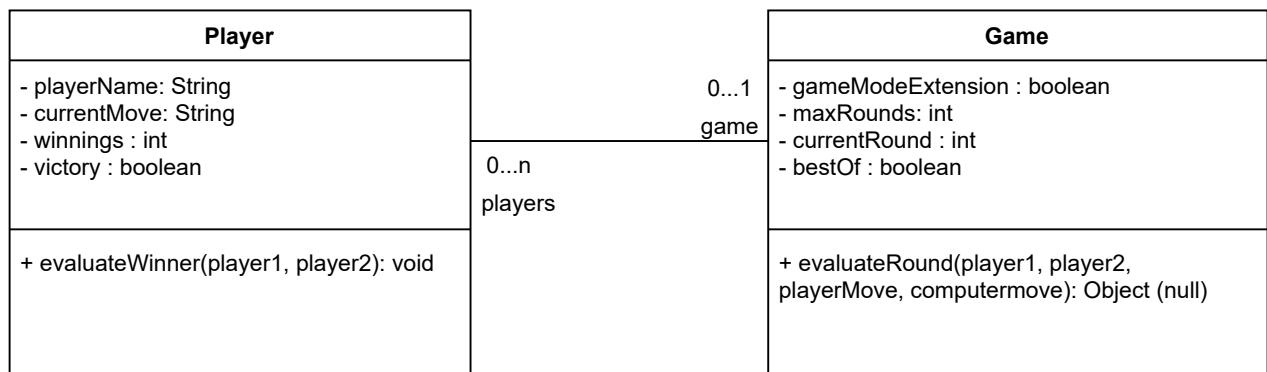 Player
- playerName: String
- currentMove: String
- winnings : int
- victory : boolean
+ evaluateWinner(player1, player2): void
0...n
players
0...1
game
Game
- gameModeExtension : boolean
- maxRounds: int
- currentRound : int
- bestOf : boolean
+ evaluateRound(player1, player2,
playerMove, computermove): Object (null)